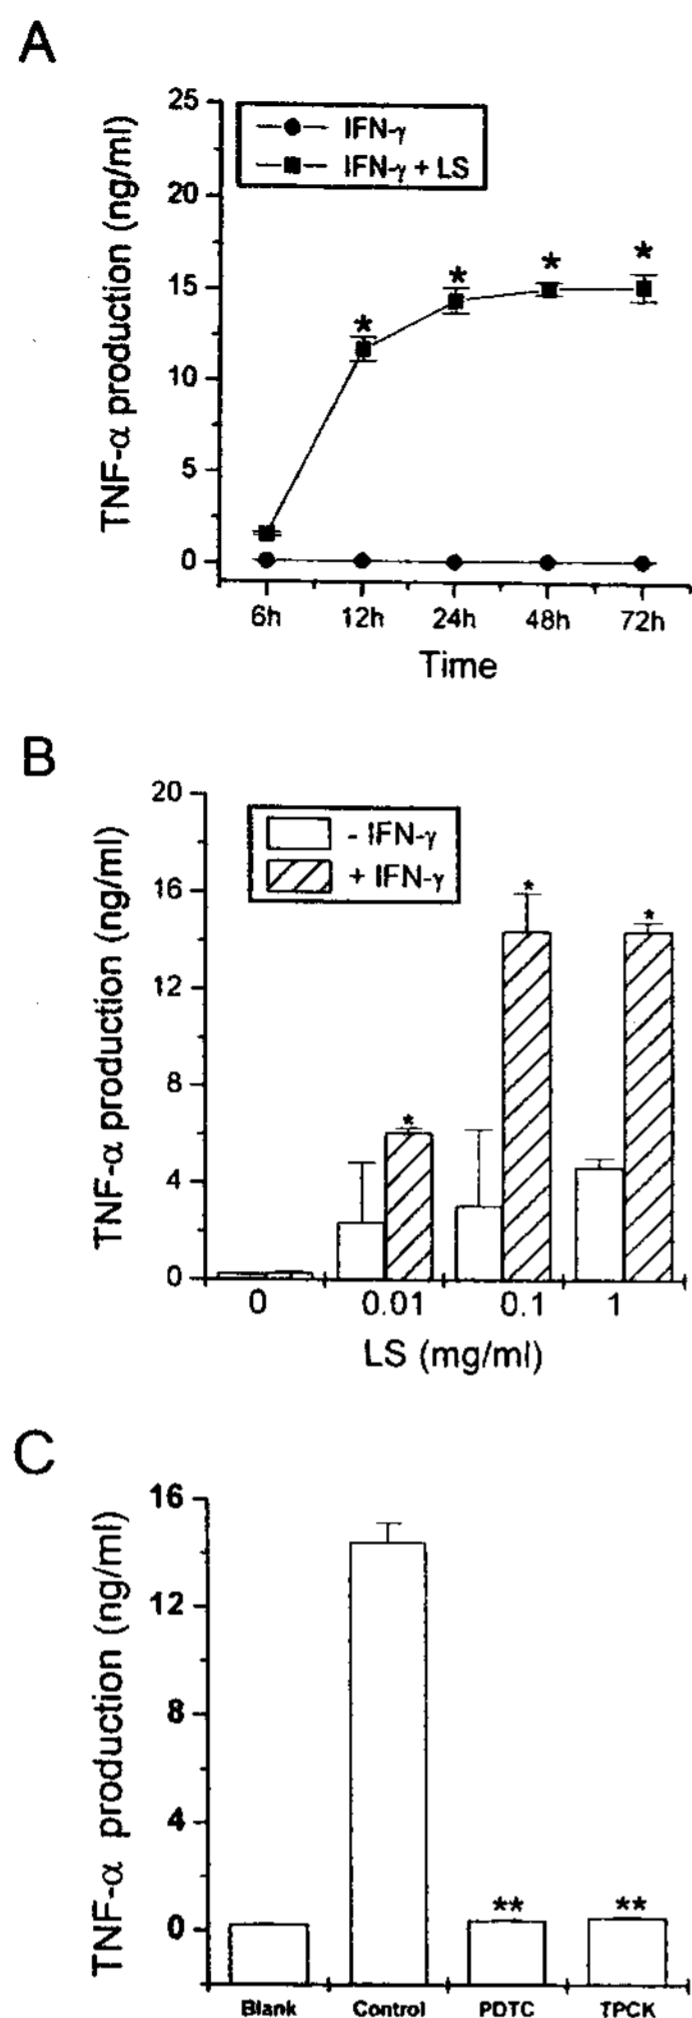 A
TNF-α production (ng/ml)
25
20
15
10
5
0
IFN-γ
IFN-γ + LS
*
*
*
*
6h 12h 24h 48h 72h
Time
B
TNF-α production (ng/ml)
20
16
12
8
4
0
- IFN-γ
+ IFN-γ
*
*
*
0 0.01 0.1 1
LS (mg/ml)
C
TNF-α production (ng/ml)
16
12
8
4
0
** **
Blank Control PDTC TPCK